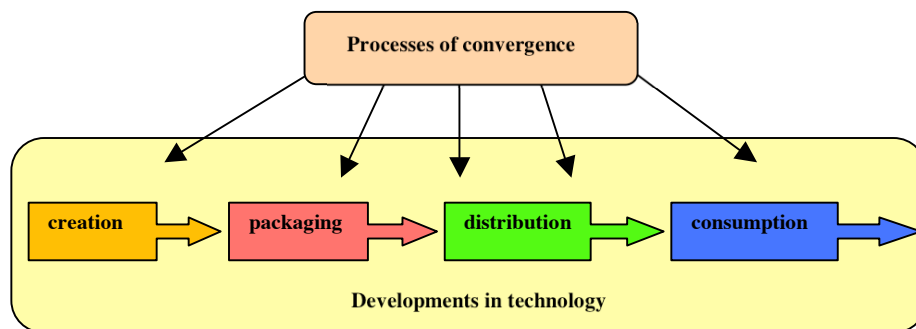 Processes of convergence
creation
packaging
distribution
consumption
Developments in technology